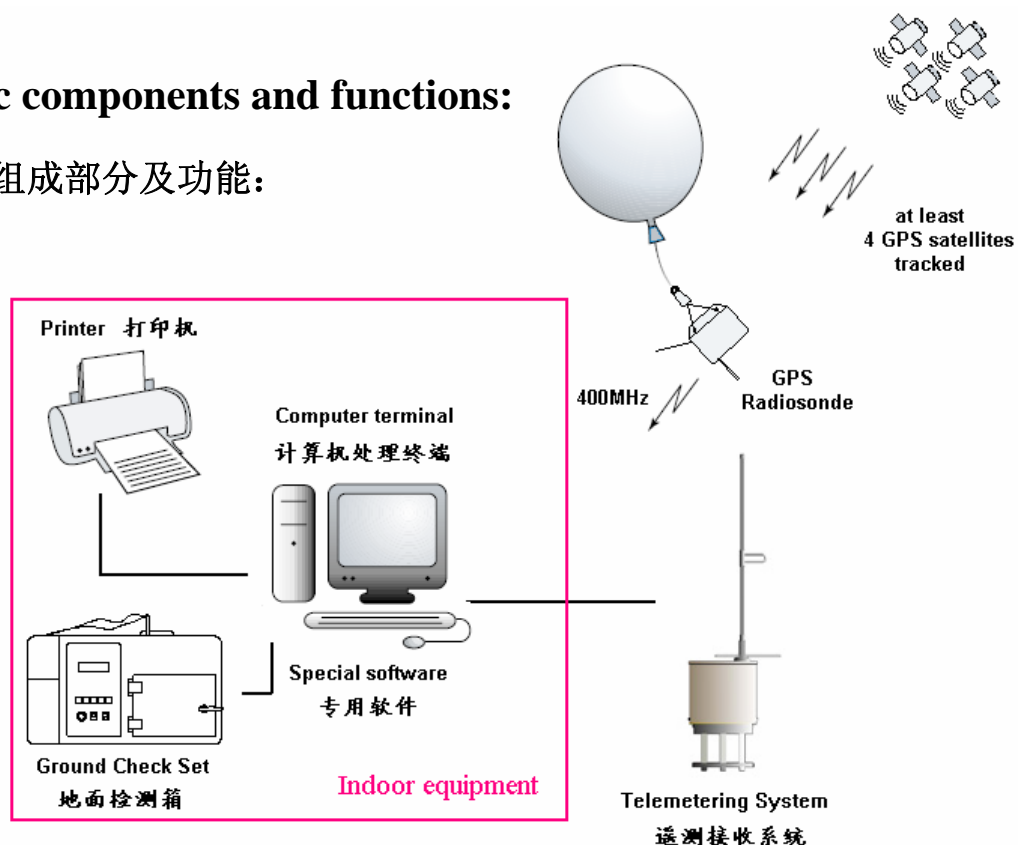 c components and functions:
组成部分及功能：
at least
4 GPS satellites
tracked
Printer 打印机
GPS
Radiosonde
400MHz
Computer terminal
计算机处理终端
Special software
专用软件
Ground Check Set
地面检测箱
Indoor equipment
Telemetering System
遥测接收系统